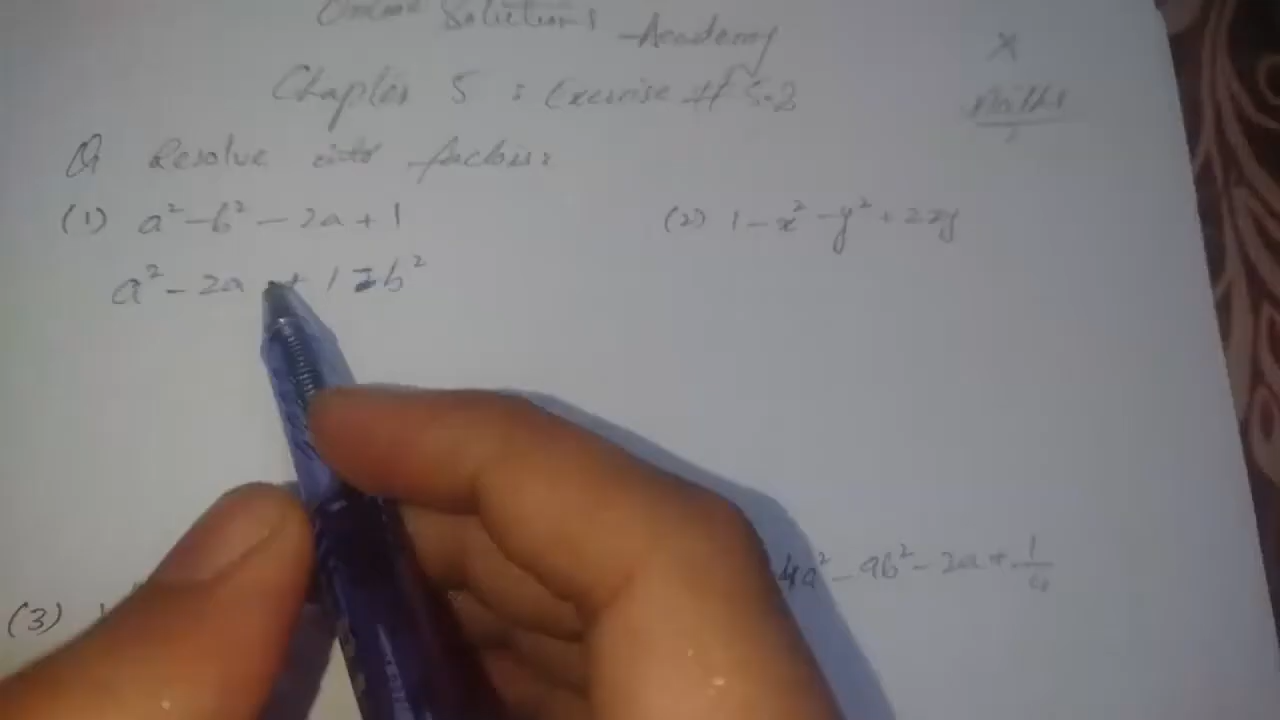 Online Solutions Academy
X
Chapter 5 : Exercise # 5.2
Maths
Q Resolve into factors:
(1) a² - b² - 2a + 1
(2) 1 - x² - y² + 2xy
a² - 2a + 1 - b²
(3)
4a² - 9b² - 2a + 1/4